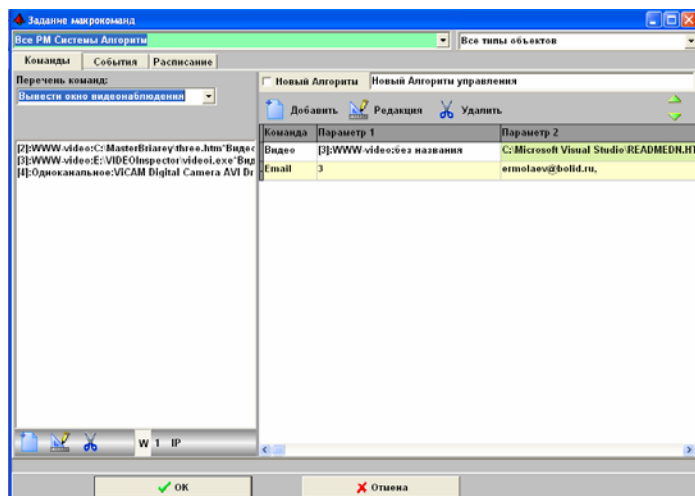 Задание макрокоманд
Все РМ Системы Алгоритм
Все типы объектов
Команды События Расписание
Перечень команд:
Вывести окно видеонаблюдения
[2]:WWW-video:C:\MasterBriarey\three.htm*Видео
[3]:WWW-video:E:\VIDEOInspector\videoi.exe*Вид
[4]:Одноканальное:ViCAM Digital Camera AVI Dr
W 1 IP
Новый Алгоритм Новый Алгоритм управления
Добавить Редакция Удалить
Команда Параметр 1 Параметр 2
Видео [3]:WWW-video:без названия C:\Microsoft Visual Studio\READMEDN.HT
Email 3 ermolaev@bolid.ru,
OK Отмена